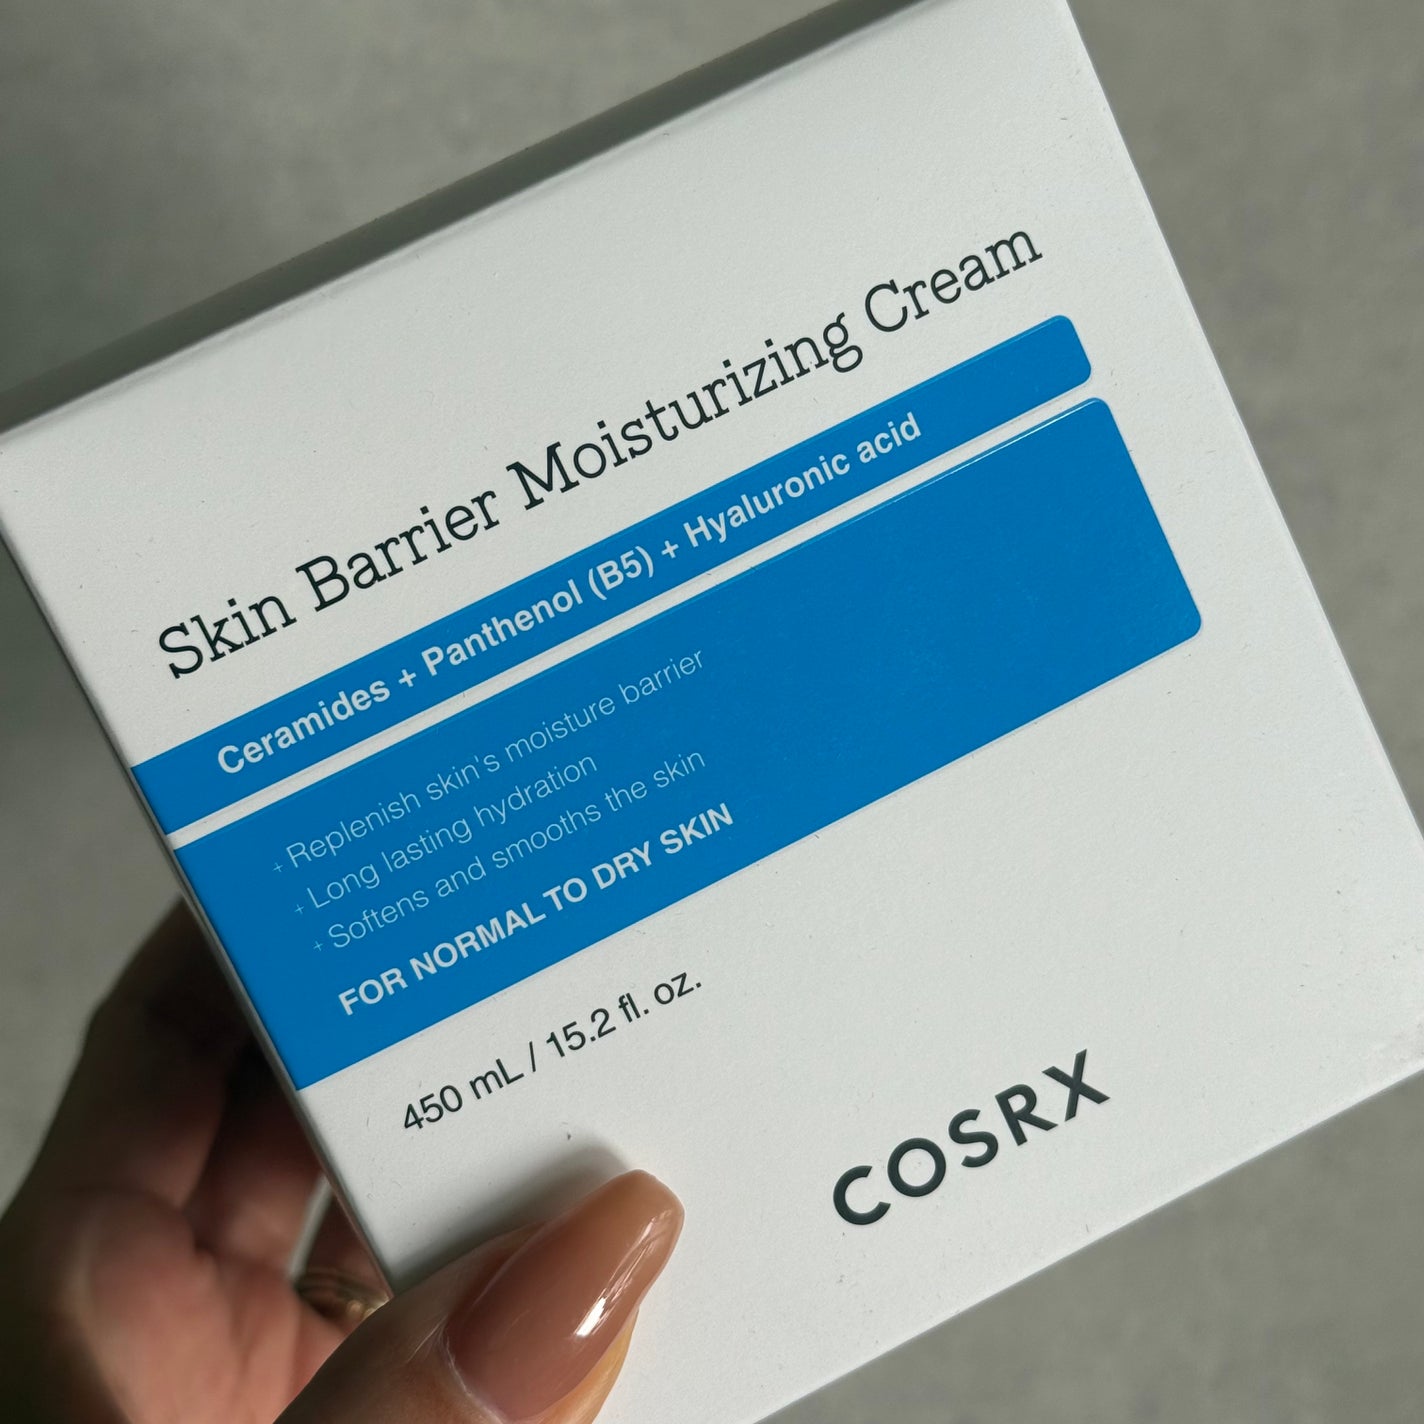 Skin Barrier Moisturizing Cream
Ceramides + Panthenol (B5) + Hyaluronic acid
+ Replenish skin's moisture barrier
+ Long lasting hydration
+ Softens and smooths the skin
FOR NORMAL TO DRY SKIN
450 mL / 15.2 fl. oz.
COSRX